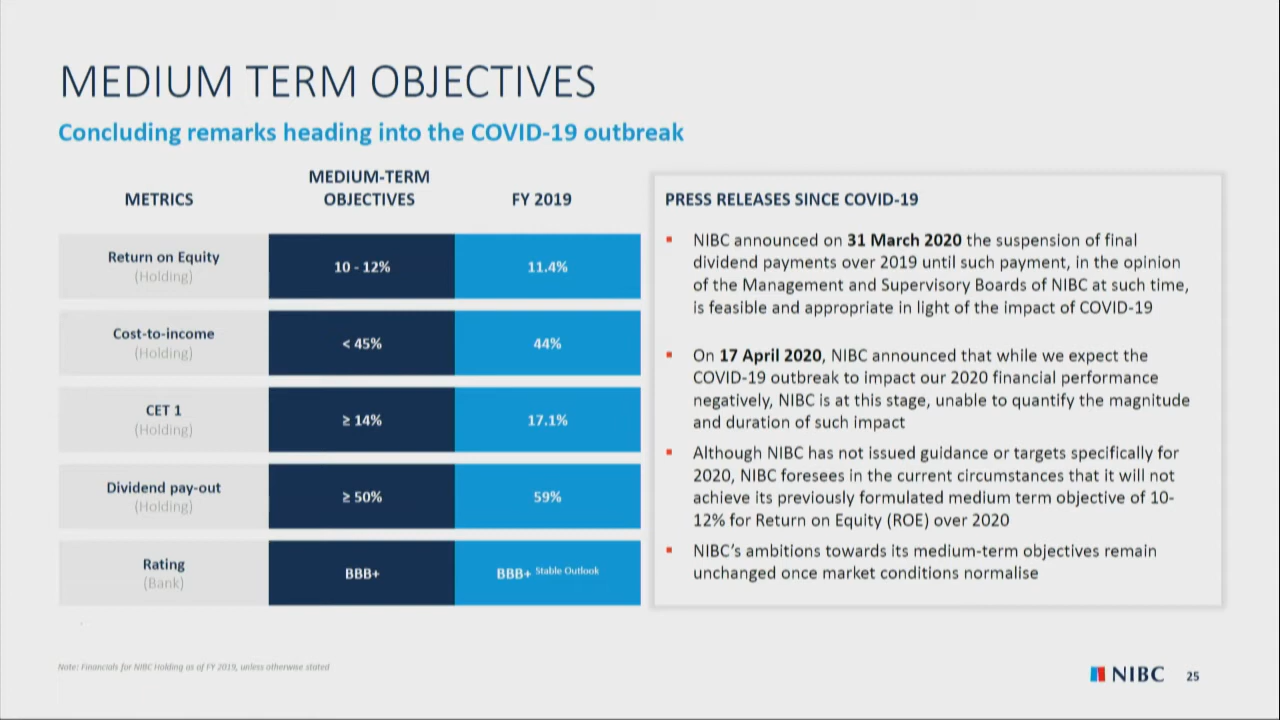 MEDIUM TERM OBJECTIVES
Concluding remarks heading into the COVID-19 outbreak
METRICS
MEDIUM-TERM
OBJECTIVES
FY 2019
Return on Equity
(Holding)
10 - 12%
11.4%
Cost-to-income
(Holding)
< 45%
44%
CET 1
(Holding)
≥ 14%
17.1%
Dividend pay-out
(Holding)
≥ 50%
59%
Rating
(Bank)
BBB+
BBB+ Stable Outlook
PRESS RELEASES SINCE COVID-19
▪ NIBC announced on 31 March 2020 the suspension of final
dividend payments over 2019 until such payment, in the opinion
of the Management and Supervisory Boards of NIBC at such time,
is feasible and appropriate in light of the impact of COVID-19
▪ On 17 April 2020, NIBC announced that while we expect the
COVID-19 outbreak to impact our 2020 financial performance
negatively, NIBC is at this stage, unable to quantify the magnitude
and duration of such impact
▪ Although NIBC has not issued guidance or targets specifically for
2020, NIBC foresees in the current circumstances that it will not
achieve its previously formulated medium term objective of 10-
12% for Return on Equity (ROE) over 2020
▪ NIBC's ambitions towards its medium-term objectives remain
unchanged once market conditions normalise
Note: Financials for NIBC Holding as of FY 2019, unless otherwise stated
NIBC
25